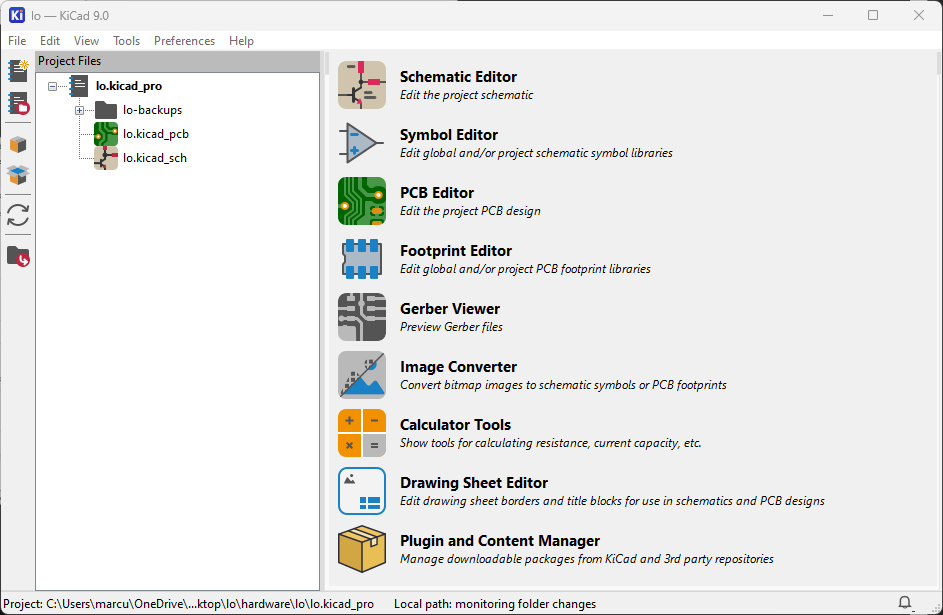 Ki lo — KiCad 9.0
File Edit View Tools Preferences Help
Project Files
lo.kicad_pro
lo-backups
lo.kicad_pcb
lo.kicad_sch
Schematic Editor
Edit the project schematic
Symbol Editor
Edit global and/or project schematic symbol libraries
PCB Editor
Edit the project PCB design
Footprint Editor
Edit global and/or project PCB footprint libraries
Gerber Viewer
Preview Gerber files
Image Converter
Convert bitmap images to schematic symbols or PCB footprints
Calculator Tools
Show tools for calculating resistance, current capacity, etc.
Drawing Sheet Editor
Edit drawing sheet borders and title blocks for use in schematics and PCB designs
Plugin and Content Manager
Manage downloadable packages from KiCad and 3rd party repositories
Project: C:\Users\marcu\OneDrive\...ktop\lo\hardware\lo\lo.kicad_pro Local path: monitoring folder changes